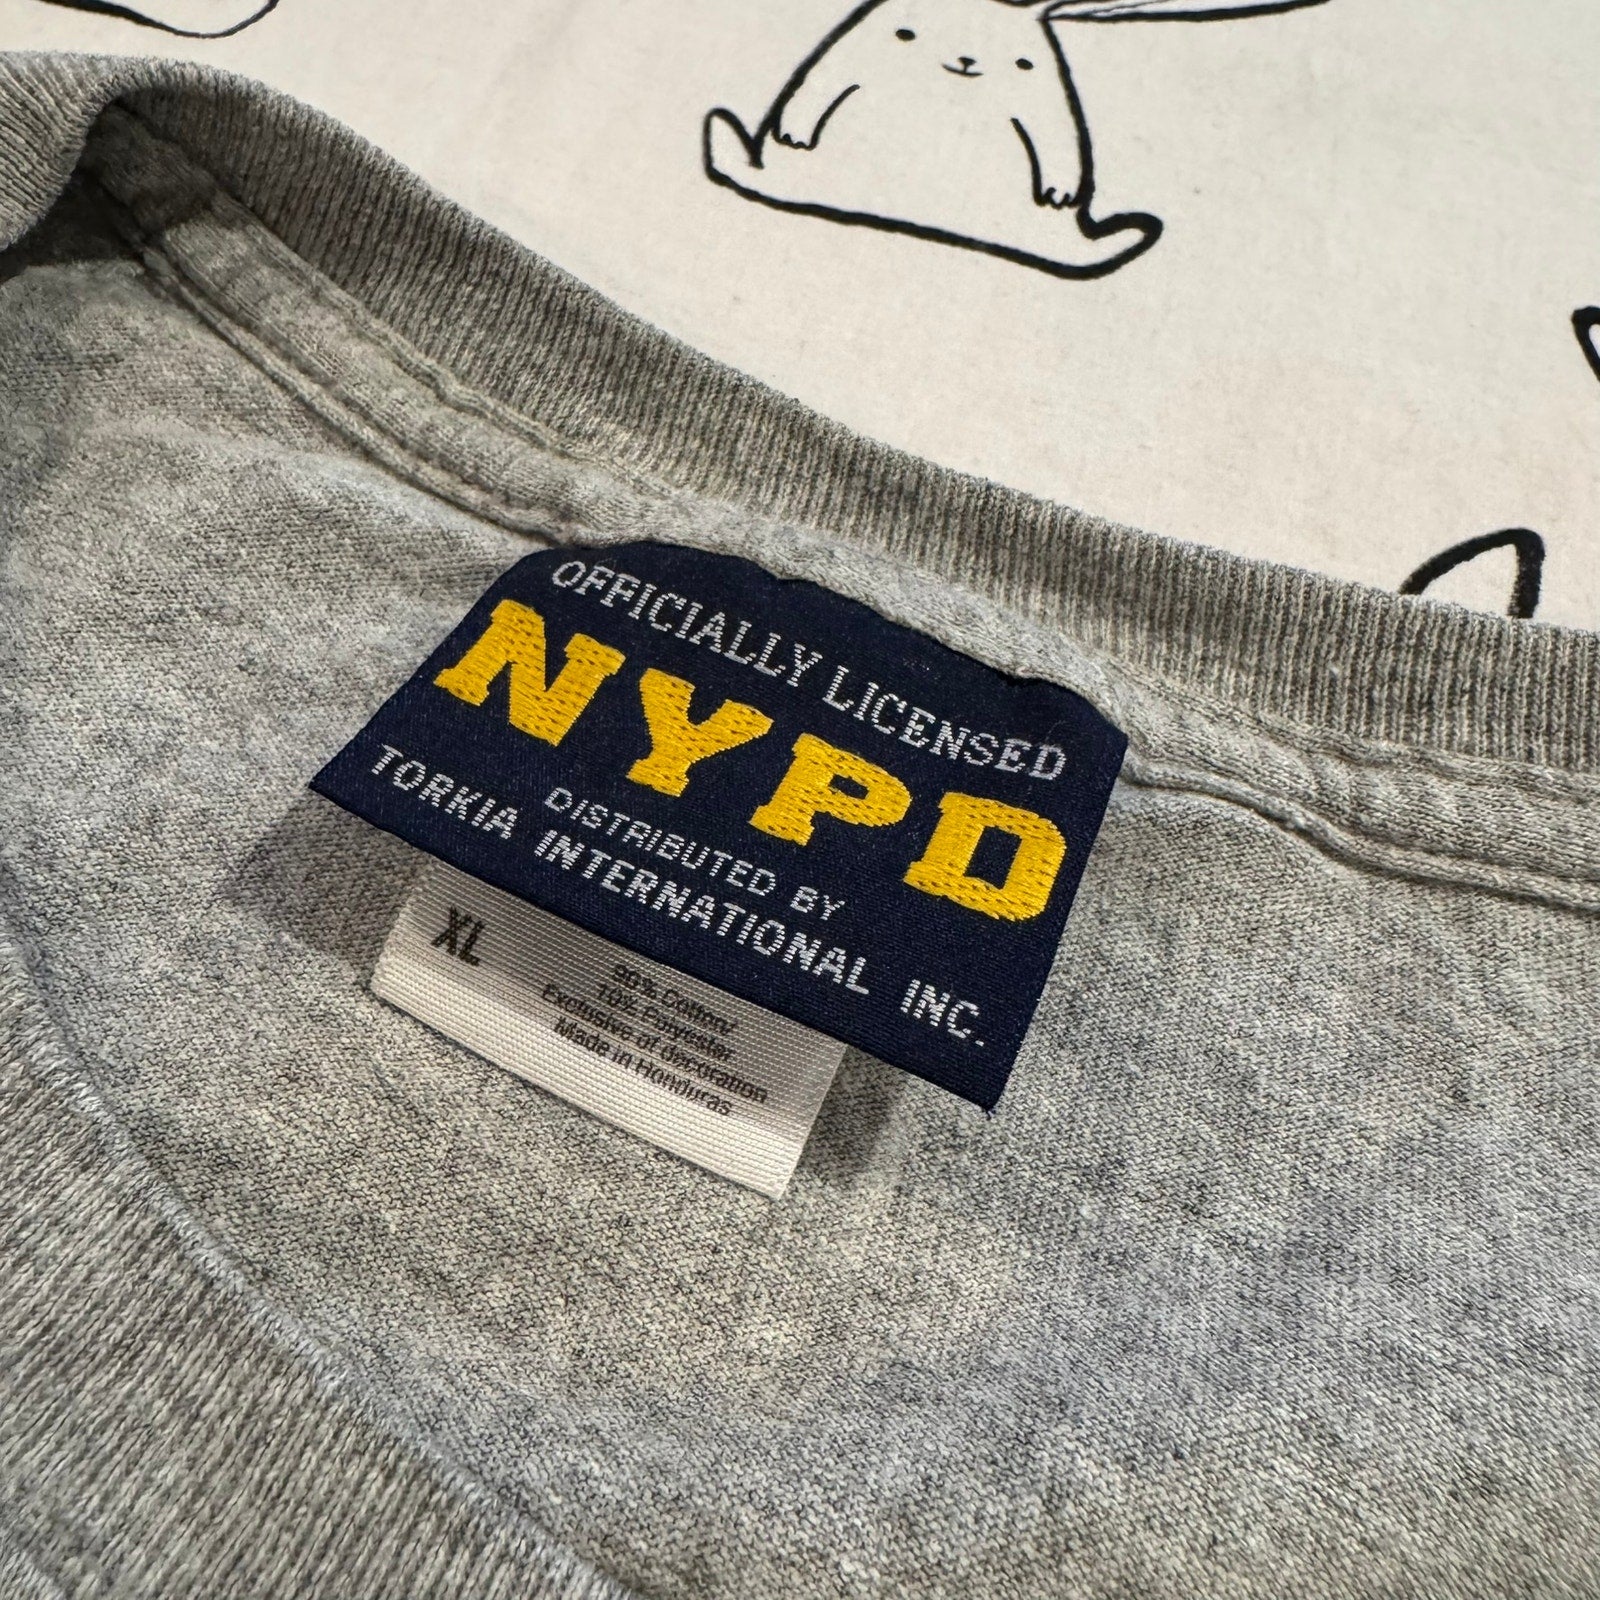 OFFICIALLY LICENSED
NYPD
DISTRIBUTED BY
TORKIA INTERNATIONAL INC.
XL
90% Cotton/
10% Polyester
Exclusive of decoration
Made in Honduras